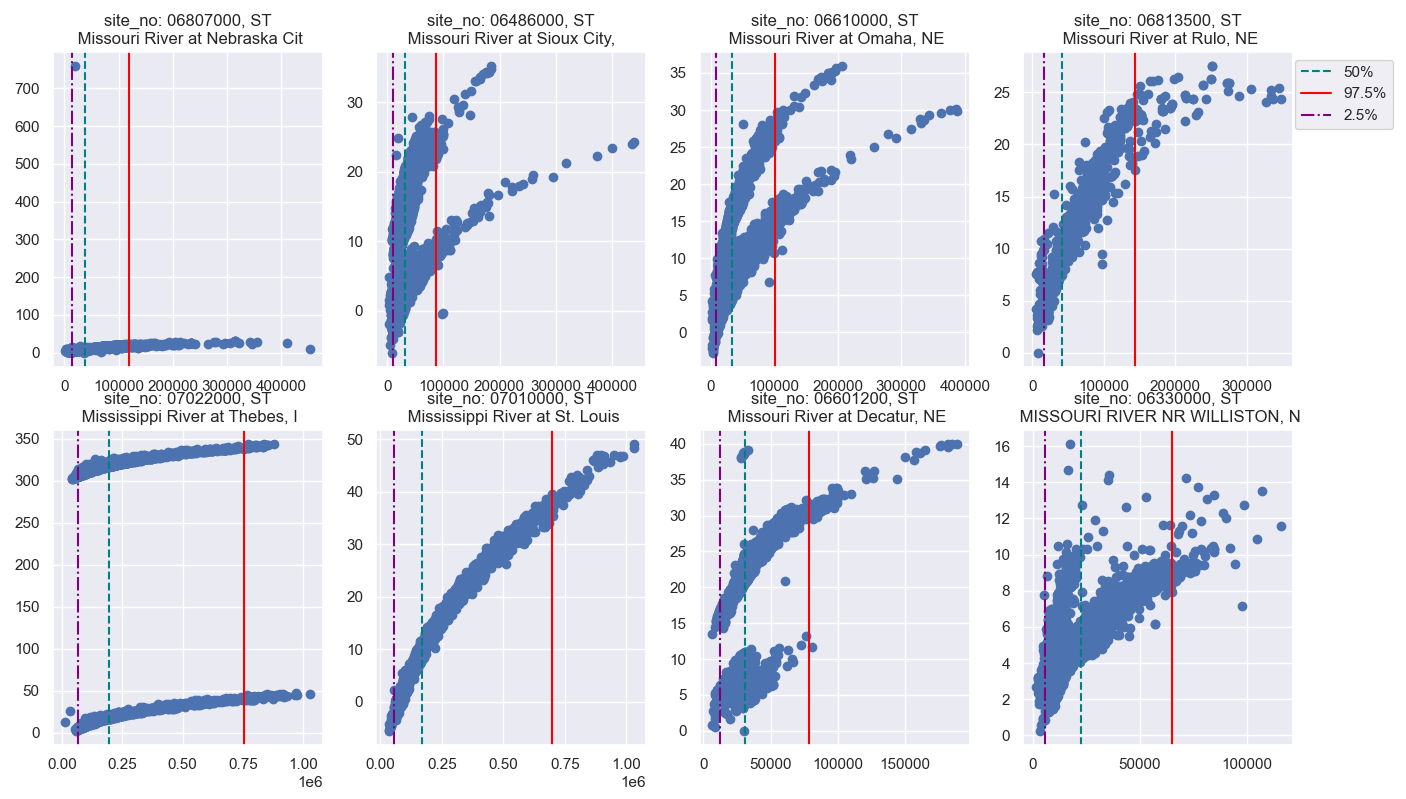 site_no: 06807000, ST
Missouri River at Nebraska Cit
site_no: 06486000, ST
Missouri River at Sioux City,
site_no: 06610000, ST
Missouri River at Omaha, NE
site_no: 06813500, ST
Missouri River at Rulo, NE
50%
97.5%
2.5%
700
600
500
400
300
200
100
0
0 100000 200000 300000 400000
30
20
10
0
0 200000 400000
35
30
25
20
15
10
5
0
0 100000 200000 300000 400000
25
20
15
10
5
0
0 100000 200000 300000
site_no: 07022000, ST
Mississippi River at Thebes, I
site_no: 07010000, ST
Mississippi River at St. Louis
site_no: 06601200, ST
Missouri River at Decatur, NE
site_no: 06330000, ST
MISSOURI RIVER NR WILLISTON, N
350
300
250
200
150
100
50
0
0.00 0.25 0.50 0.75 1.00
1e6
50
40
30
20
10
0
0.00 0.25 0.50 0.75 1.00
1e6
40
35
30
25
20
15
10
5
0
0 50000 100000 150000
16
14
12
10
8
6
4
2
0
0 50000 100000